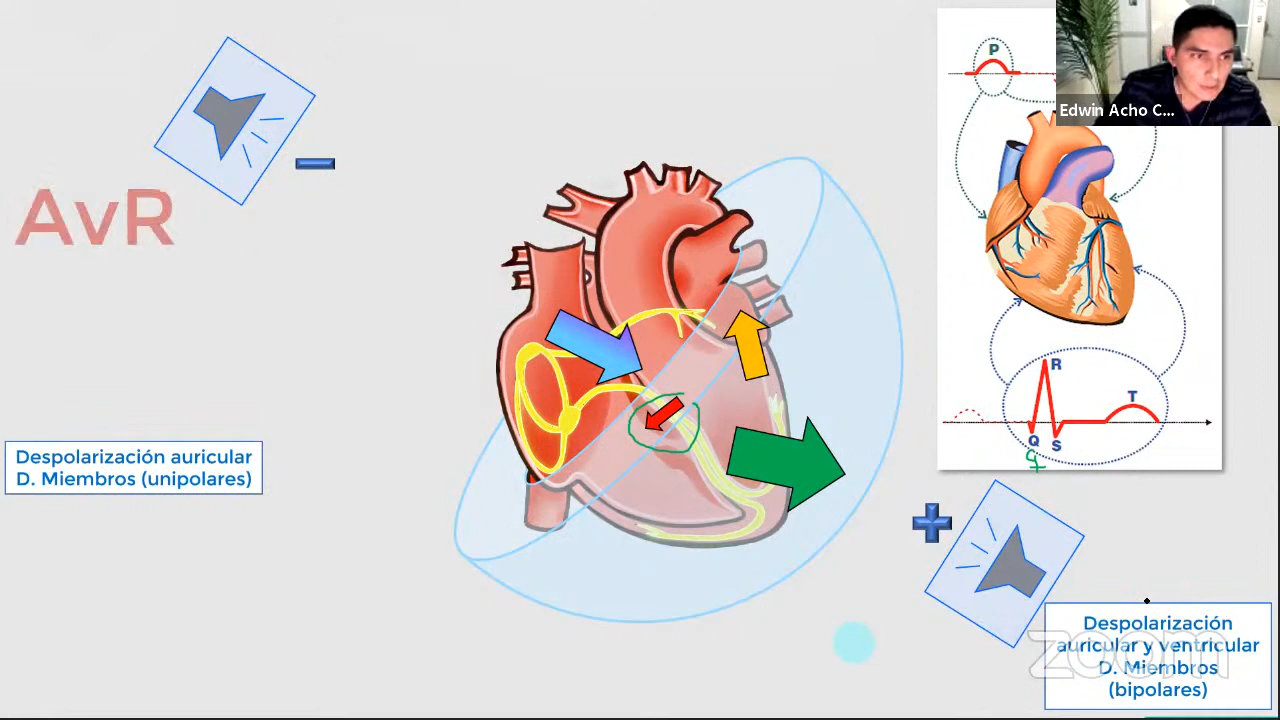 P
Edwin Acho C...
AvR
R
T
Q
S
q
Despolarización auricular
D. Miembros (unipolares)
Despolarización
auricular y ventricular
D. Miembros
(bipolares)
zoom